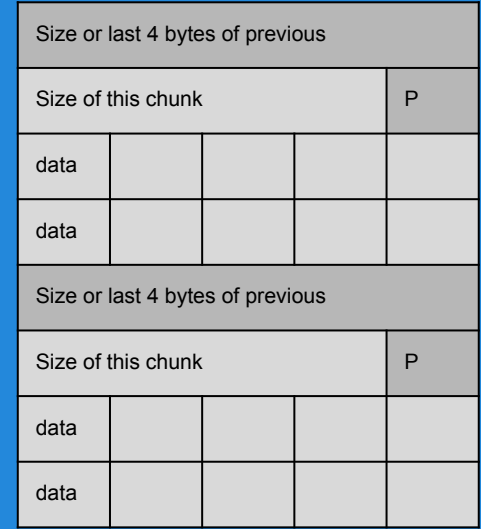 Size or last 4 bytes of previous
Size of this chunk P
data
data
Size or last 4 bytes of previous
Size of this chunk P
data
data